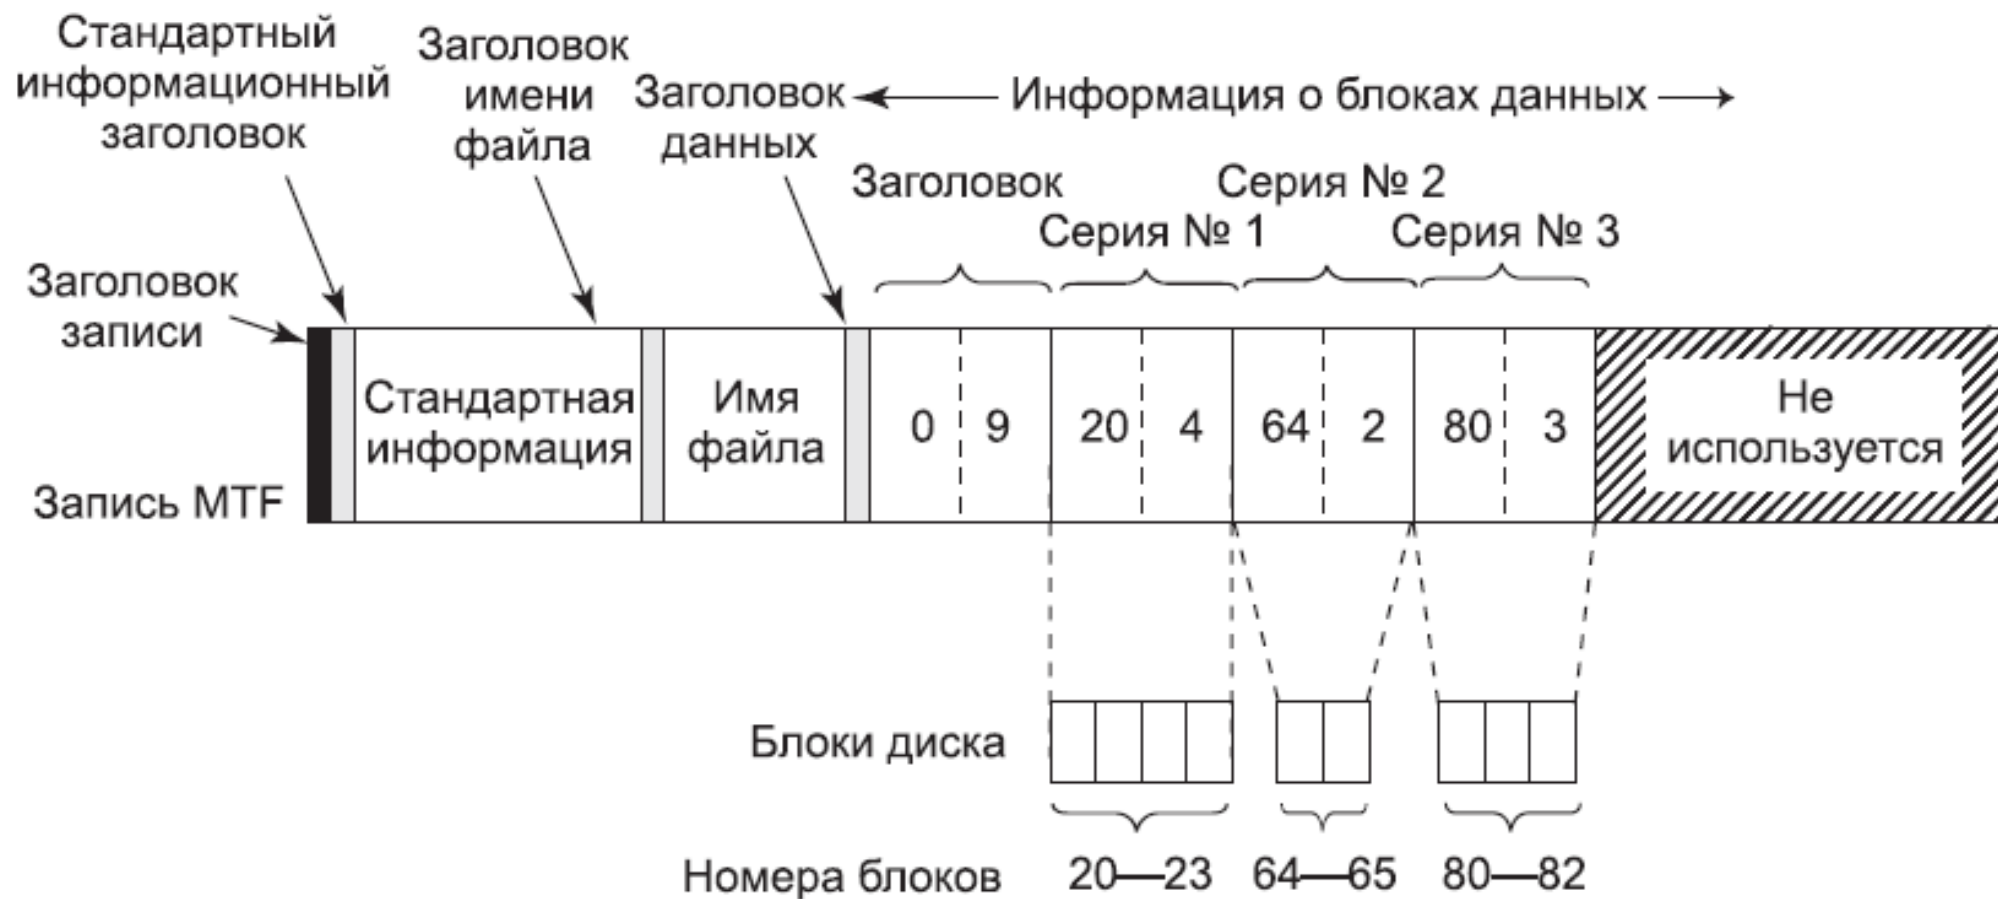 Стандартный
информационный
заголовок
Заголовок
имени
файла
Заголовок
данных
Информация о блоках данных
Заголовок
Серия № 1
Серия № 2
Серия № 3
Заголовок
записи
Запись MTF
Стандартная
информация
Имя
файла
0 9 20 4 64 2 80 3
Не
используется
Блоки диска
Номера блоков 20—23 64—65 80—82